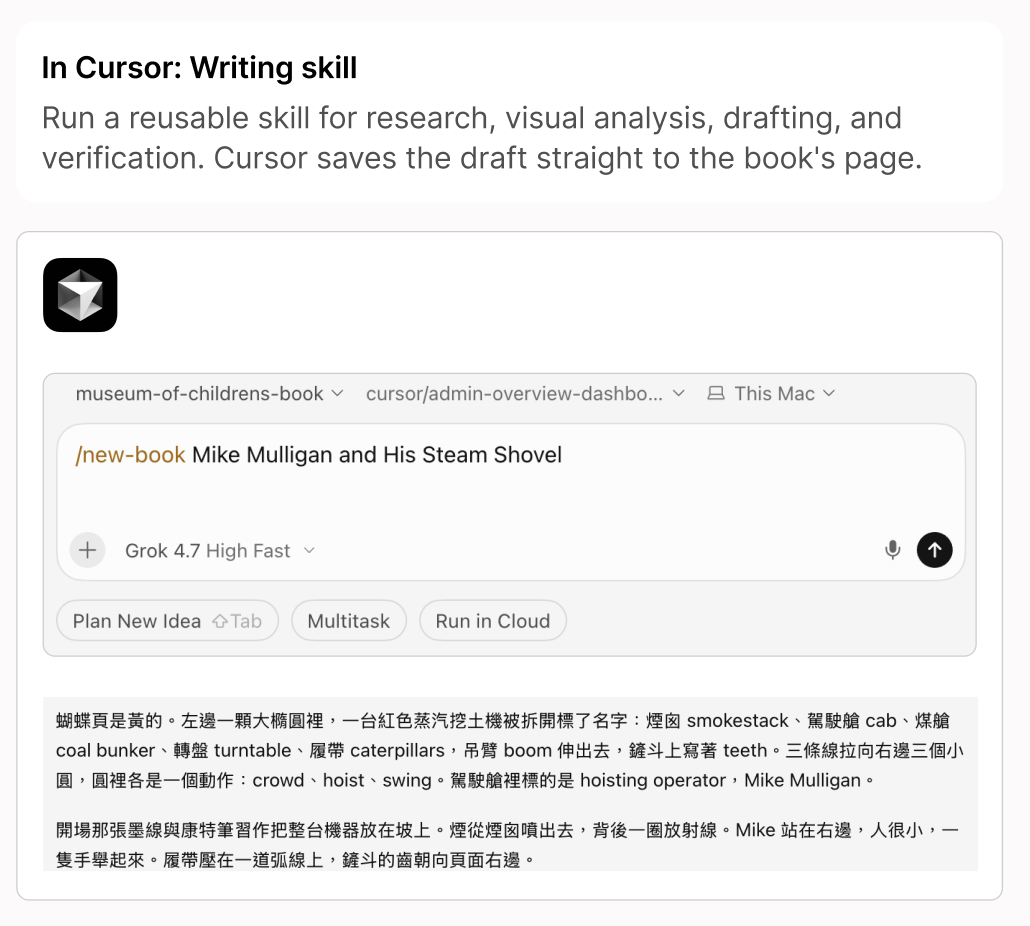 In Cursor: Writing skill
Run a reusable skill for research, visual analysis, drafting, and
verification. Cursor saves the draft straight to the book's page.
museum-of-childrens-book cursor/admin-overview-dashbo... This Mac
/new-book Mike Mulligan and His Steam Shovel
Grok 4.7 High Fast
Plan New Idea ⇧Tab Multitask Run in Cloud
蝴蝶頁是黃的。左邊一顆大橢圓裡，一台紅色蒸汽挖土機被拆開標了名字：煙囪 smokestack、駕駛艙 cab、煤艙
coal bunker、轉盤 turntable、履帶 caterpillars，吊臂 boom 伸出去，鏟斗上寫著 teeth。三條線拉向右邊三個小
圓，圓裡各是一個動作：crowd、hoist、swing。駕駛艙裡標的是 hoisting operator，Mike Mulligan。
開場那張墨線與康特筆習作把整台機器放在坡上。煙從煙囪噴出去，背後一圈放射線。Mike 站在右邊，人很小，一
隻手舉起來。履帶壓在一道弧線上，鏟斗的齒朝向頁面右邊。